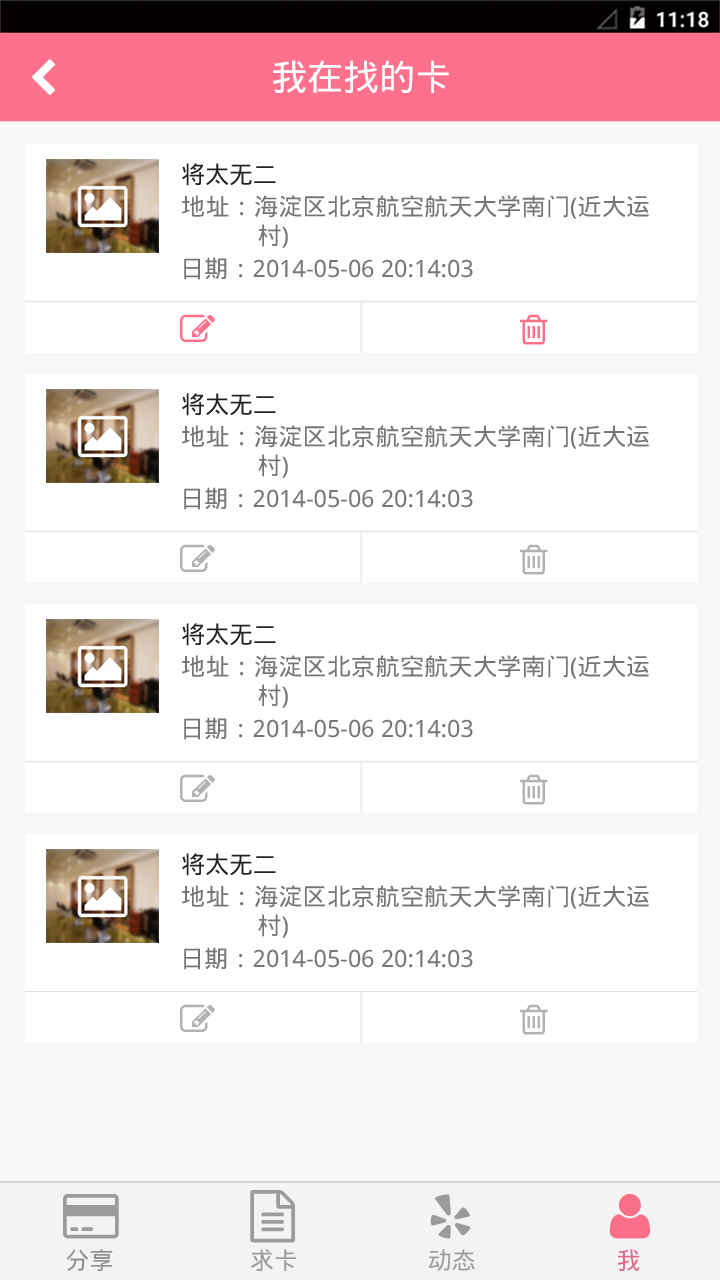 11:18
我在找的卡
将太无二
地址：海淀区北京航空航天大学南门(近大运
村)
日期：2014-05-06 20:14:03
将太无二
地址：海淀区北京航空航天大学南门(近大运
村)
日期：2014-05-06 20:14:03
将太无二
地址：海淀区北京航空航天大学南门(近大运
村)
日期：2014-05-06 20:14:03
将太无二
地址：海淀区北京航空航天大学南门(近大运
村)
日期：2014-05-06 20:14:03
分享 求卡 动态 我